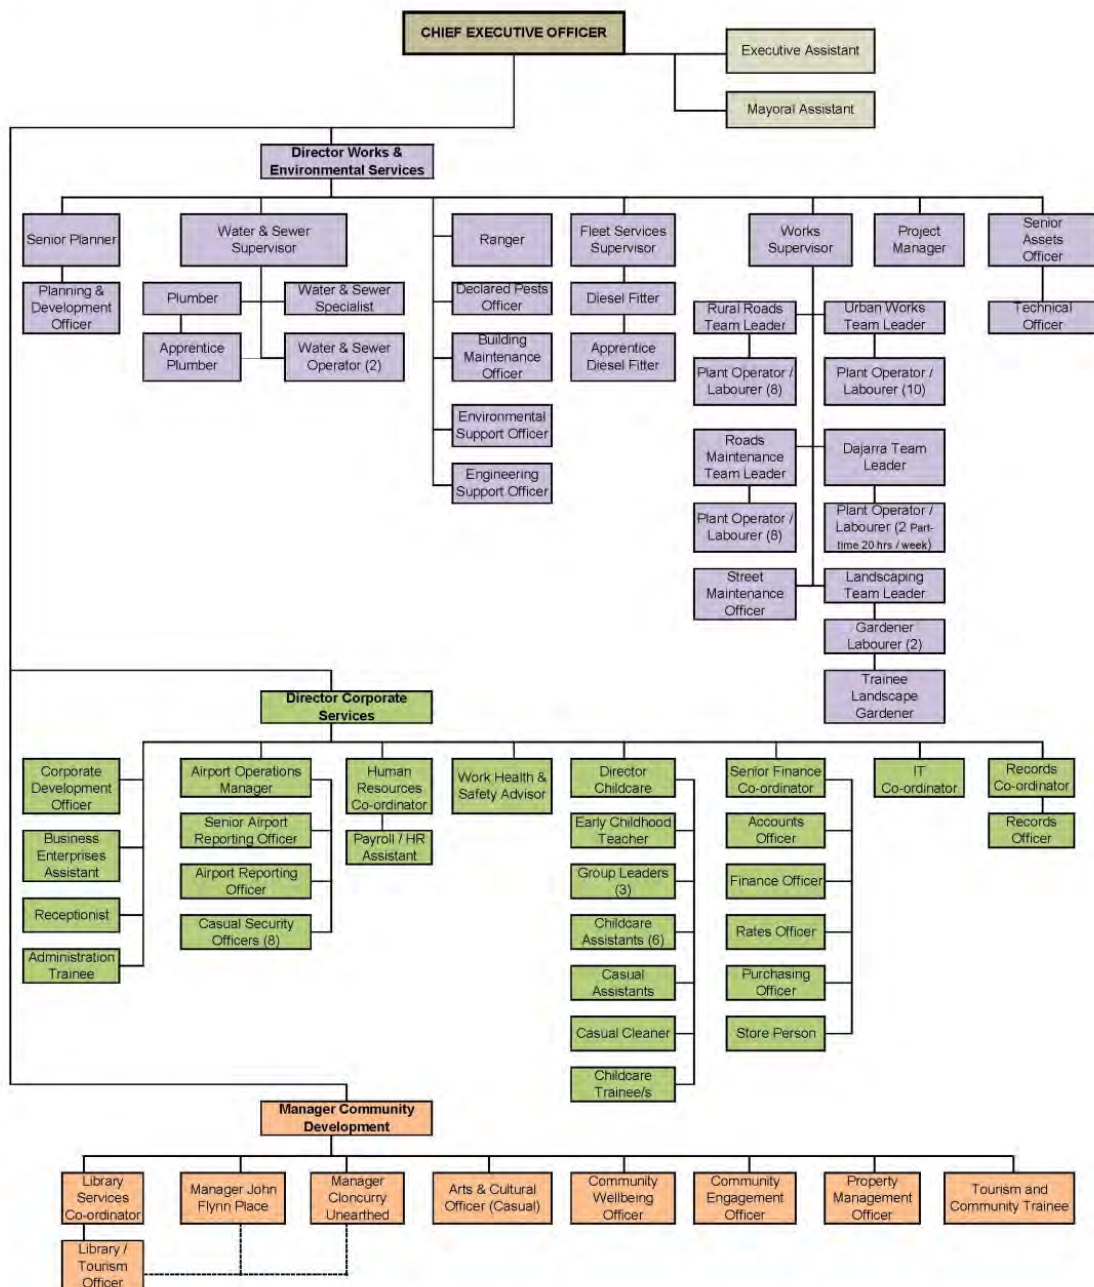 CHIEF EXECUTIVE OFFICER
Executive Assistant
Mayoral Assistant
Director Works &
Environmental Services
Senior Planner
Water & Sewer
Supervisor
Ranger
Fleet Services
Supervisor
Works
Supervisor
Project
Manager
Senior
Assets
Officer
Planning &
Development
Officer
Plumber
Water & Sewer
Specialist
Declared Pests
Officer
Diesel Fitter
Rural Roads
Team Leader
Urban Works
Team Leader
Technical
Officer
Apprentice
Plumber
Water & Sewer
Operator (2)
Building
Maintenance
Officer
Apprentice
Diesel Fitter
Plant Operator /
Labourer (8)
Plant Operator /
Labourer (10)
Environmental
Support Officer
Roads
Maintenance
Team Leader
Dajarra Team
Leader
Engineering
Support Officer
Plant Operator /
Labourer (8)
Plant Operator /
Labourer (2 Part-
time 20 hrs / week)
Street
Maintenance
Officer
Landscaping
Team Leader
Gardener
Labourer (2)
Trainee
Landscape
Gardener
Director Corporate
Services
Corporate
Development
Officer
Airport Operations
Manager
Human
Resources
Co-ordinator
Work Health &
Safety Advisor
Director
Childcare
Senior Finance
Co-ordinator
IT
Co-ordinator
Records
Co-ordinator
Business
Enterprises
Assistant
Senior Airport
Reporting Officer
Payroll / HR
Assistant
Early Childhood
Teacher
Accounts
Officer
Records
Officer
Airport Reporting
Officer
Group Leaders
(3)
Finance Officer
Receptionist
Casual Security
Officers (8)
Childcare
Assistants (6)
Rates Officer
Administration
Trainee
Casual
Assistants
Purchasing
Officer
Casual Cleaner
Store Person
Childcare
Trainee/s
Manager Community
Development
Library
Services
Co-ordinator
Manager John
Flynn Place
Manager
Cloncurry
Unearthed
Arts & Cultural
Officer (Casual)
Community
Wellbeing
Officer
Community
Engagement
Officer
Property
Management
Officer
Tourism and
Community Trainee
Library /
Tourism
Officer